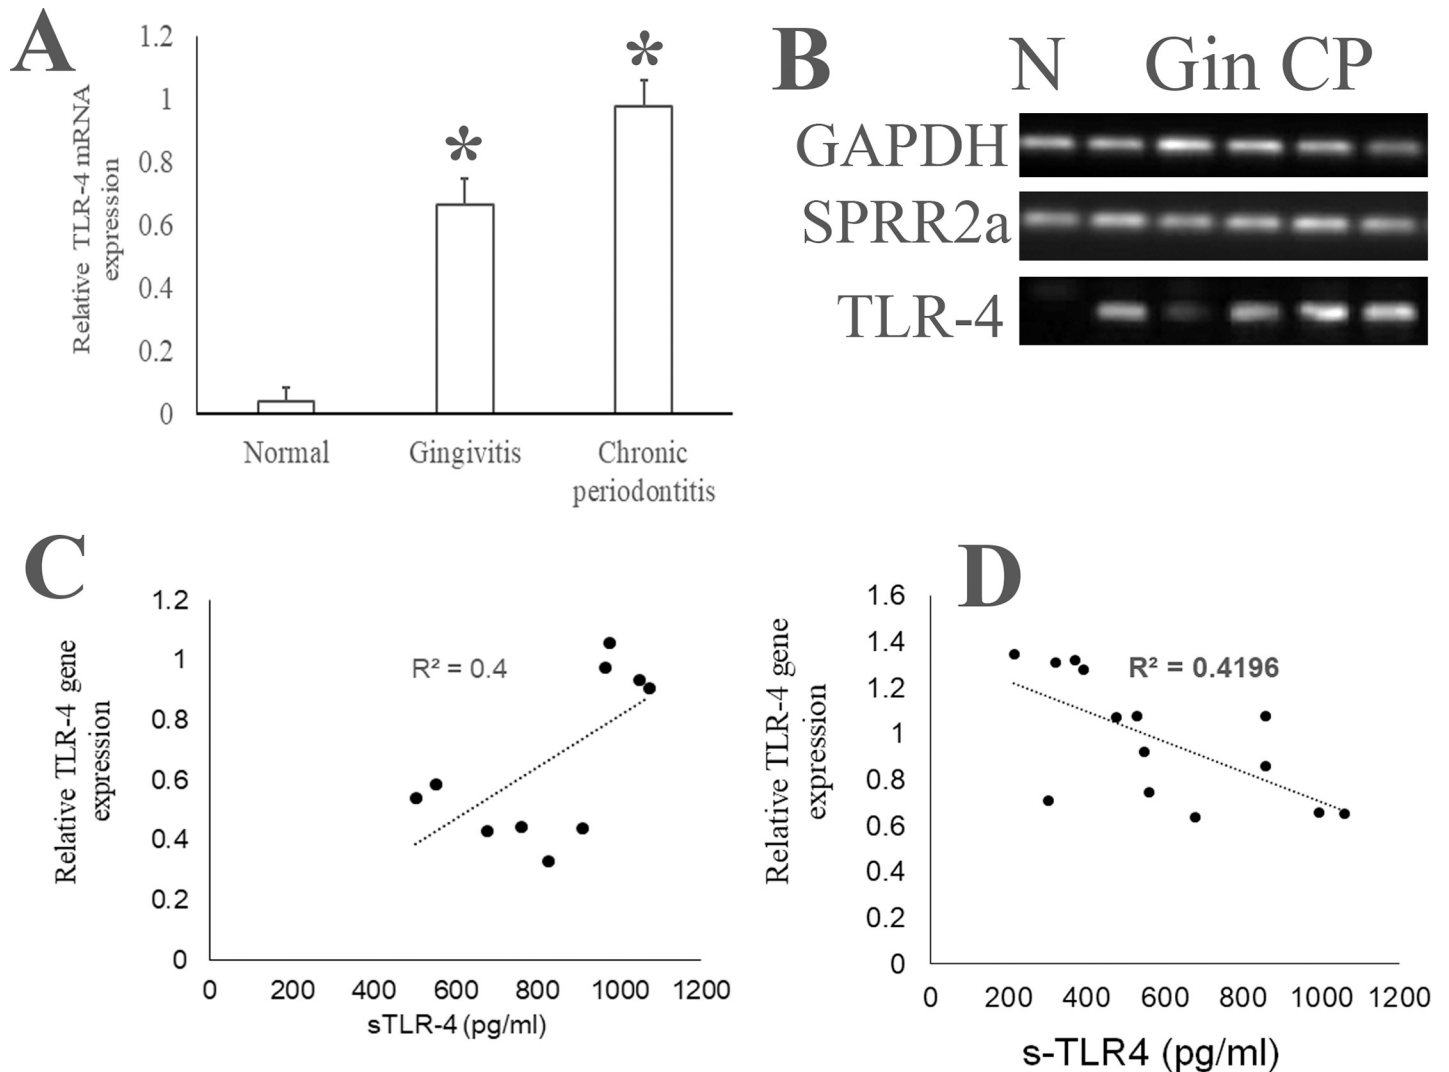 A
Relative TLR-4 mRNA
expression
1.2
1
0.8
0.6
0.4
0.2
0
*
*
Normal
Gingivitis
Chronic
periodontitis
B
N Gin CP
GAPDH
SPRR2a
TLR-4
C
Relative TLR-4 gene
expression
1.2
1
0.8
0.6
0.4
0.2
0
R² = 0.4
0 200 400 600 800 1000 1200
sTLR-4 (pg/ml)
D
Relative TLR-4 gene
expression
1.6
1.4
1.2
1
0.8
0.6
0.4
0.2
0
R² = 0.4196
0 200 400 600 800 1000 1200
s-TLR4 (pg/ml)